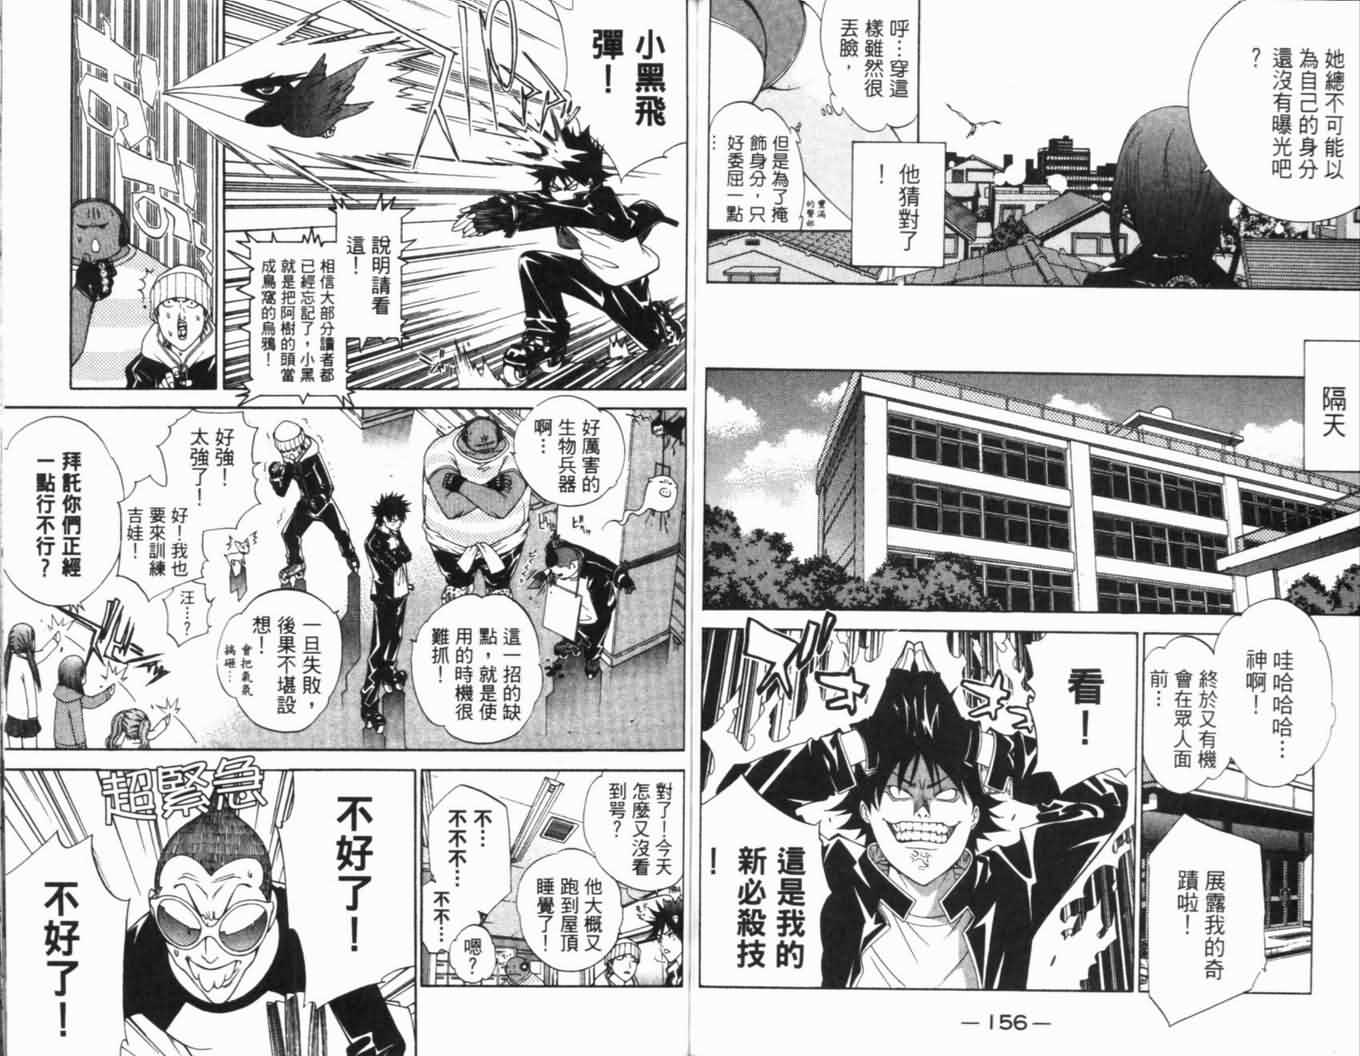 她總不可能以
為自己的身分
還沒有曝光吧
?
他猜對了
!
呼…穿這
樣雖然很
丟臉,
但是為了掩
飾身分,只
好委屈一點
…
豐滿
的臀部
隔天
哇哈哈哈…
神啊!
終於又有機
會在眾人面
前…
展露我的奇
蹟啦!
看!
這是我的
新必殺技
!
—156—
小黑飛
彈!
說明請看
這!
相信大部分讀者都
已經忘記了,小黑
就是把阿樹的頭當
成鳥窩的烏鴉!
好厲害的
生物兵器
啊…
這一招的缺
點,就是使
用的時機很
難抓!
一旦失敗,
後果不堪設
想!
會把氣氛
搞砸…
好強!
太強了!
好!我也
要來訓練
吉娃!
汪…?
拜託你們正經
一點行不行?
對了!今天
怎麼又沒看
到咢?
他大概又
跑到屋頂
睡覺了!
不…
不不不…
不不…
嗯?
超緊急
不好了!
不好了!